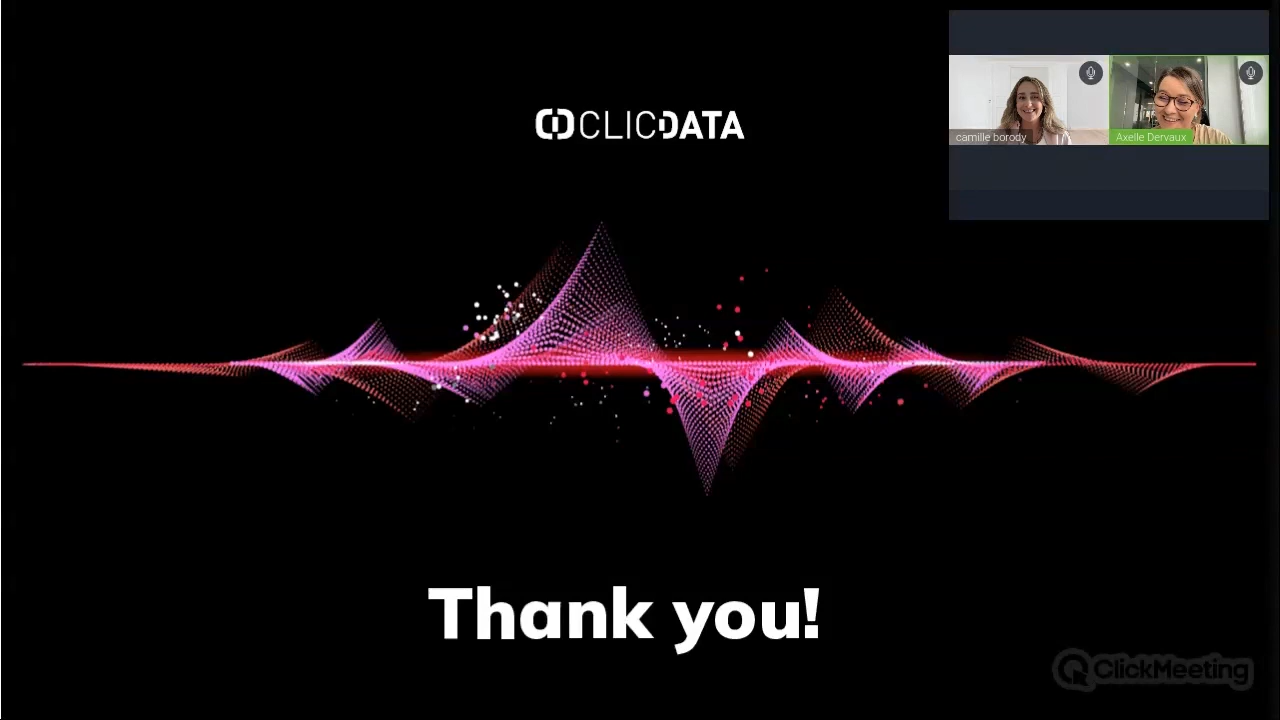 CLICDATA
camille borody
Axelle Dervaux
Thank you!
ClickMeeting